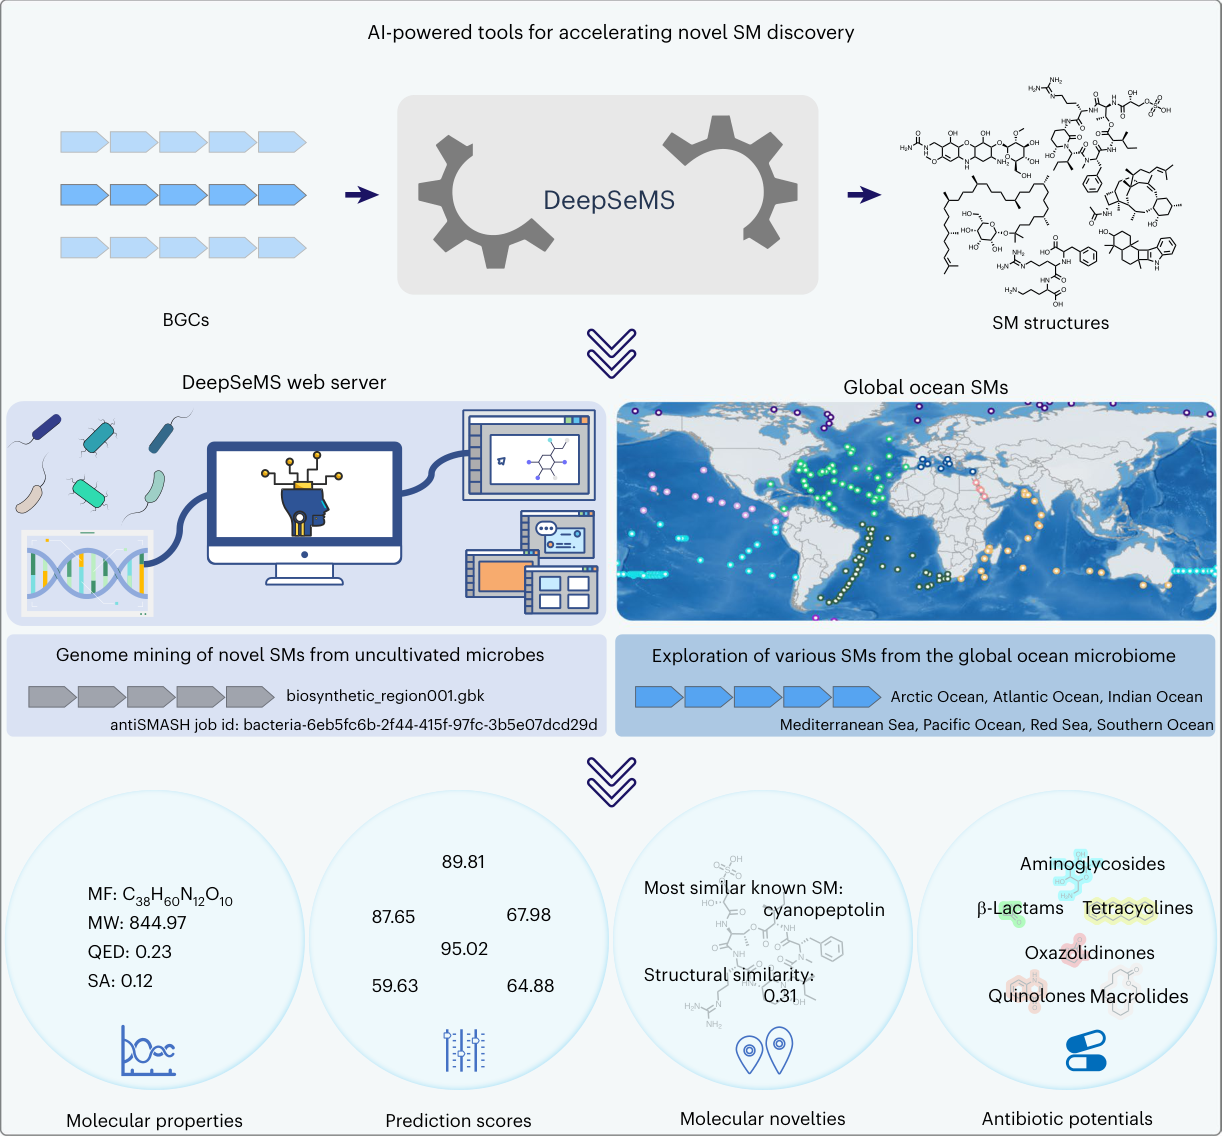 AI-powered tools for accelerating novel SM discovery
DeepSeMS
BGCs
SM structures
DeepSeMS web server
Global ocean SMs
Genome mining of novel SMs from uncultivated microbes
biosynthetic_region001.gbk
antiSMASH job id: bacteria-6eb5fc6b-2f44-415f-97fc-3b5e07dcd29d
Exploration of various SMs from the global ocean microbiome
Arctic Ocean, Atlantic Ocean, Indian Ocean
Mediterranean Sea, Pacific Ocean, Red Sea, Southern Ocean
MF: C38H60N12O10
MW: 844.97
QED: 0.23
SA: 0.12
Molecular properties
89.81
87.65
67.98
95.02
59.63
64.88
Prediction scores
Most similar known SM:
cyanopeptolin
Structural similarity:
0.31
Molecular novelties
Aminoglycosides
β-Lactams
Tetracyclines
Oxazolidinones
Quinolones
Macrolides
Antibiotic potentials